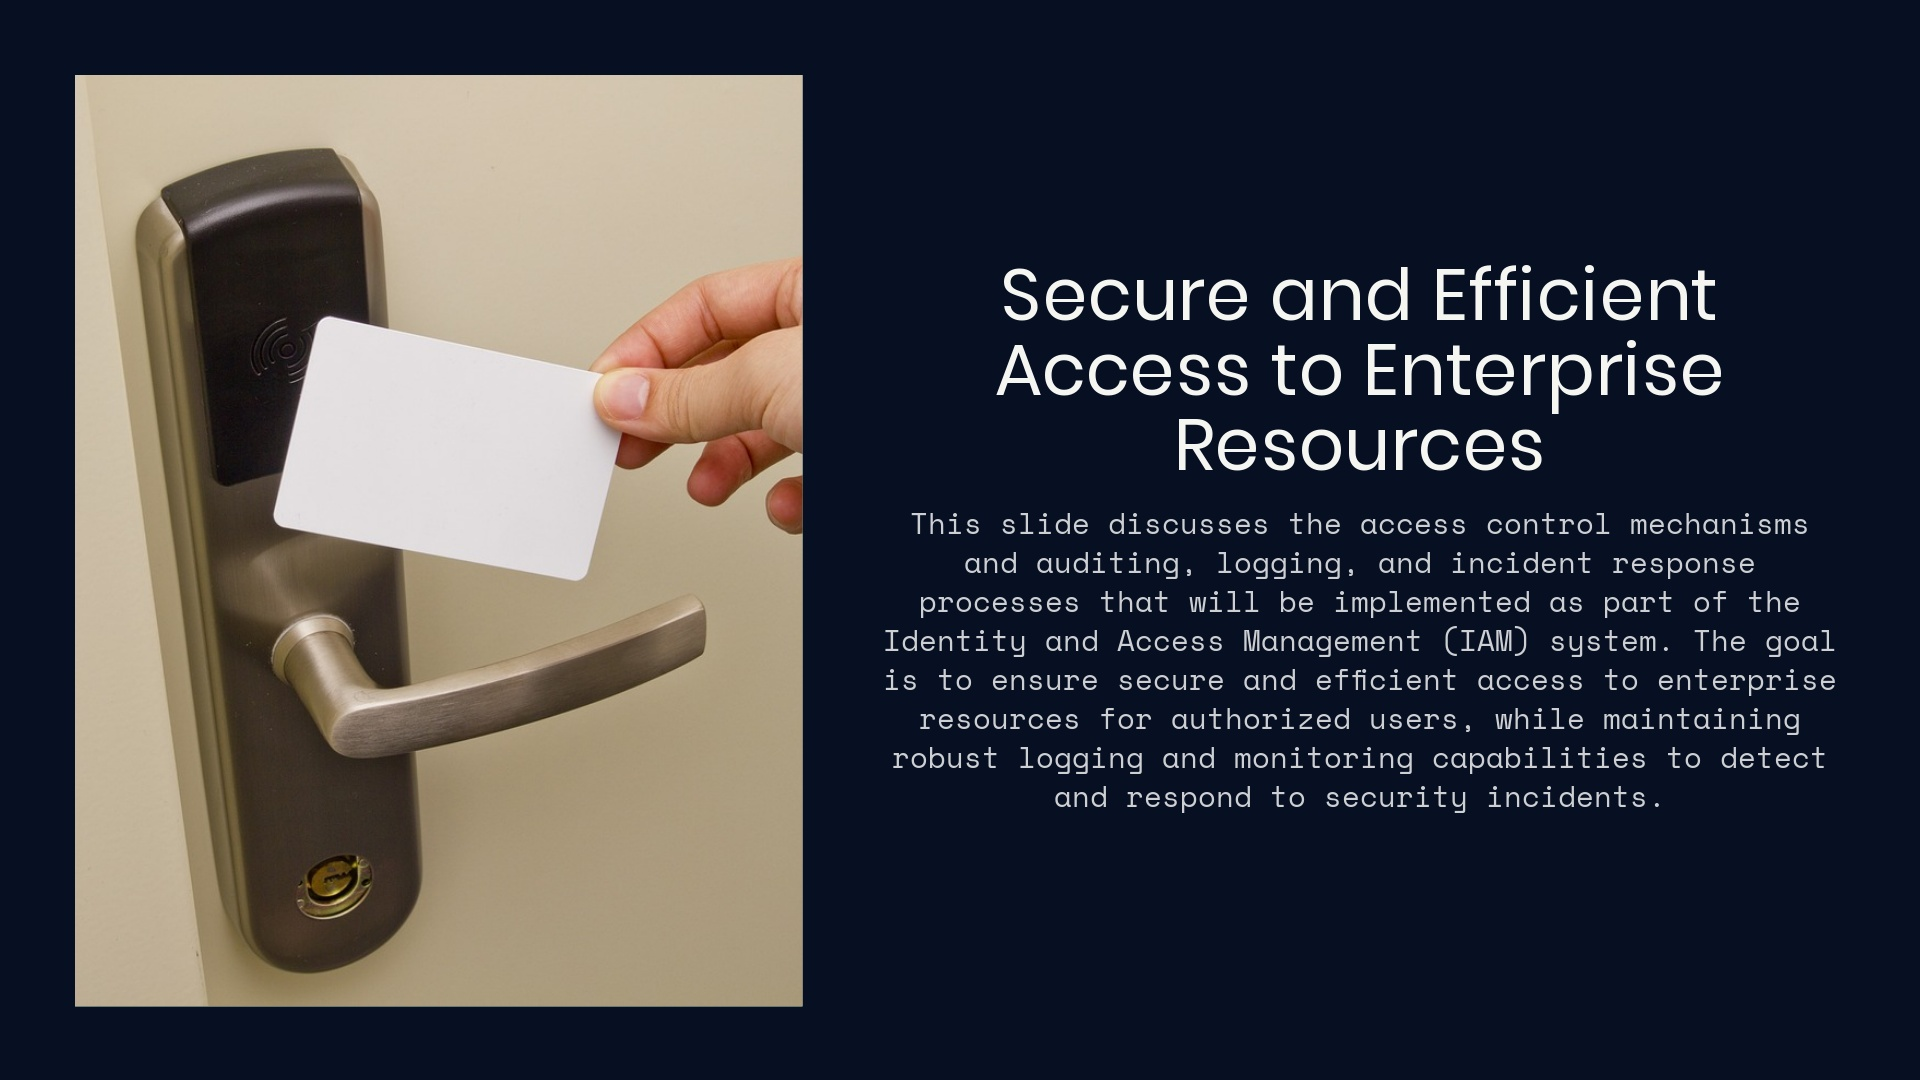 Secure and Efficient
Access to Enterprise
Resources
This slide discusses the access control mechanisms
and auditing, logging, and incident response
processes that will be implemented as part of the
Identity and Access Management (IAM) system. The goal
is to ensure secure and efficient access to enterprise
resources for authorized users, while maintaining
robust logging and monitoring capabilities to detect
and respond to security incidents.